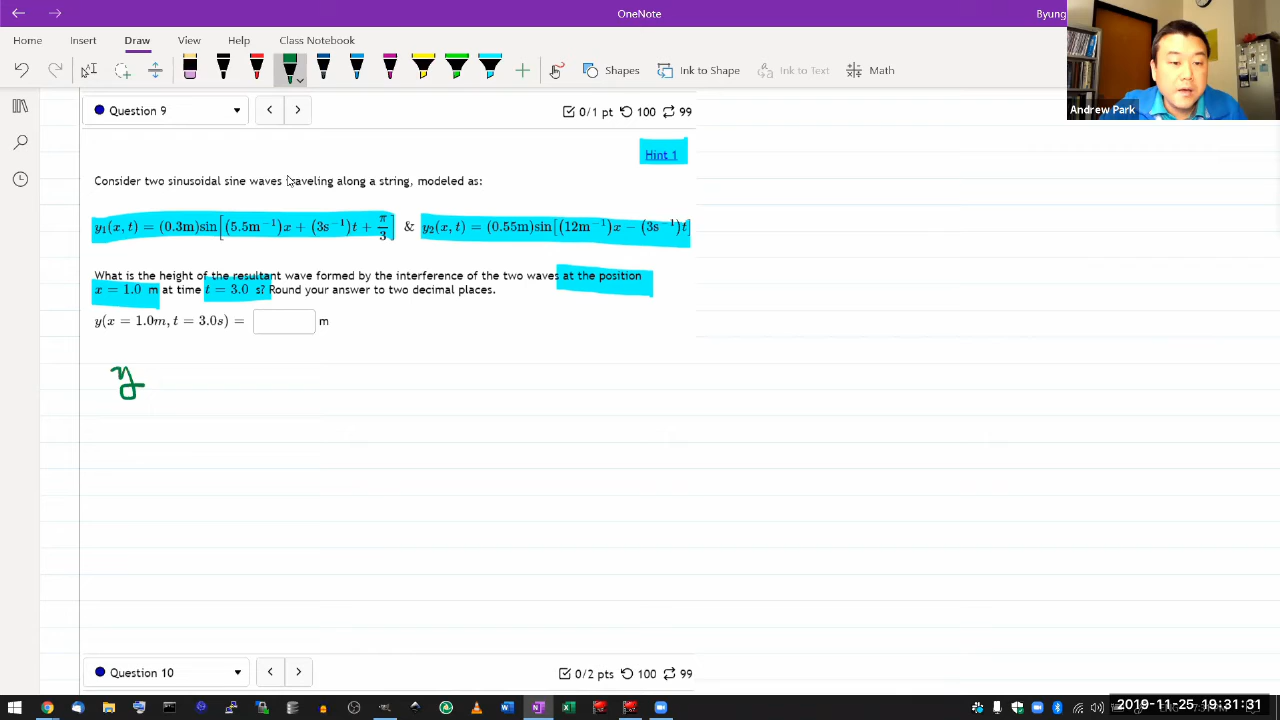 OneNote
Byung
Home Insert Draw View Help Class Notebook
Shapes Ink to Shape Ink to Text Math
Andrew Park
Question 9
0/1 pt 100 99
Hint 1
Consider two sinusoidal sine waves traveling along a string, modeled as:
y₁(x, t) = (0.3m)sin[(5.5m⁻¹)x + (3s⁻¹)t + π/3] & y₂(x, t) = (0.55m)sin[(12m⁻¹)x − (3s⁻¹)t]
What is the height of the resultant wave formed by the interference of the two waves at the position
x = 1.0 m at time t = 3.0 s? Round your answer to two decimal places.
y(x = 1.0m, t = 3.0s) = m
y
Question 10
0/2 pts 100 99
2019-11-25 19:31:31